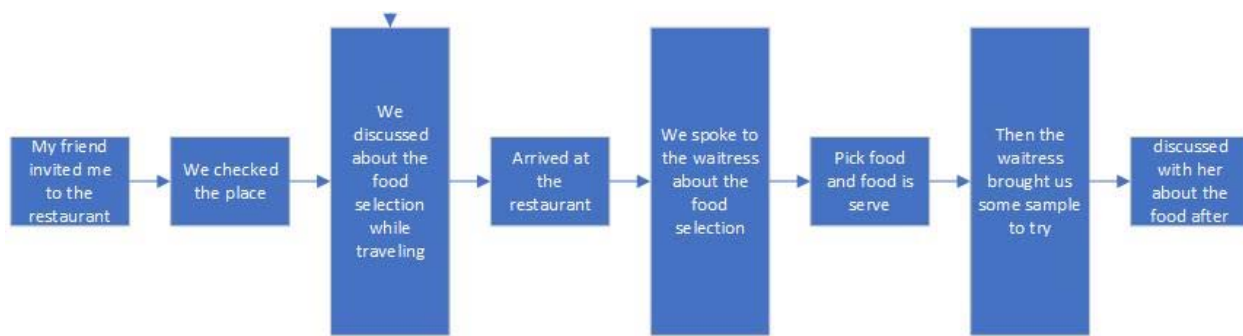 My friend
invited me
to the
restaurant
We checked
the place
We
discussed
about the
food
selection
while
traveling
Arrived at
the
restaurant
We spoke to
the waitress
about the
food
selection
Pick food
and food is
serve
Then the
waitress
brought us
some sample
to try
discussed
with her
about the
food after